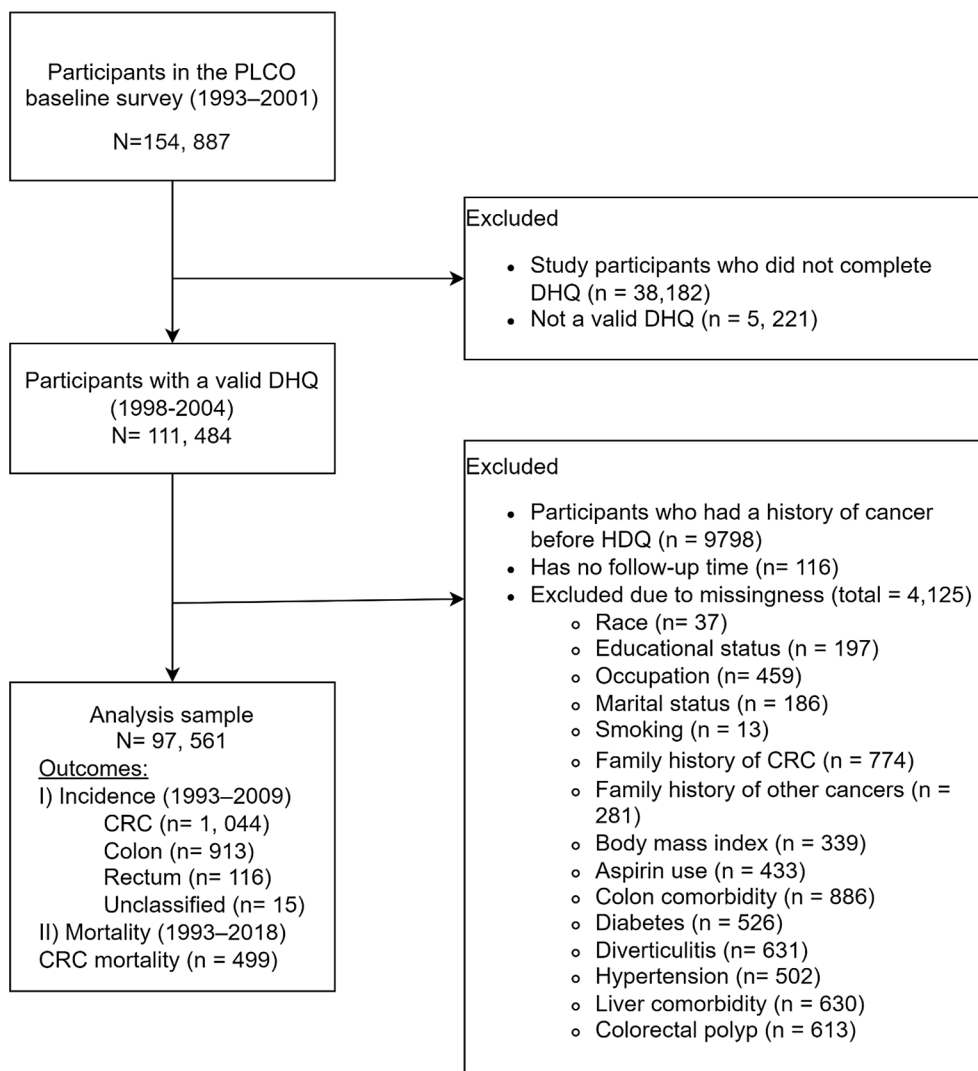 Participants in the PLCO
baseline survey (1993–2001)
N=154, 887
Excluded
• Study participants who did not complete
DHQ (n = 38,182)
• Not a valid DHQ (n = 5, 221)
Participants with a valid DHQ
(1998-2004)
N= 111, 484
Excluded
• Participants who had a history of cancer
before HDQ (n = 9798)
• Has no follow-up time (n= 116)
• Excluded due to missingness (total = 4,125)
Race (n= 37)
Educational status (n = 197)
Occupation (n= 459)
Marital status (n = 186)
Smoking (n = 13)
Family history of CRC (n = 774)
Family history of other cancers (n =
281)
Body mass index (n = 339)
Aspirin use (n = 433)
Colon comorbidity (n = 886)
Diabetes (n = 526)
Diverticulitis (n= 631)
Hypertension (n= 502)
Liver comorbidity (n = 630)
Colorectal polyp (n = 613)
Analysis sample
N= 97, 561
Outcomes:
I) Incidence (1993–2009)
CRC (n= 1, 044)
Colon (n= 913)
Rectum (n= 116)
Unclassified (n= 15)
II) Mortality (1993–2018)
CRC mortality (n = 499)